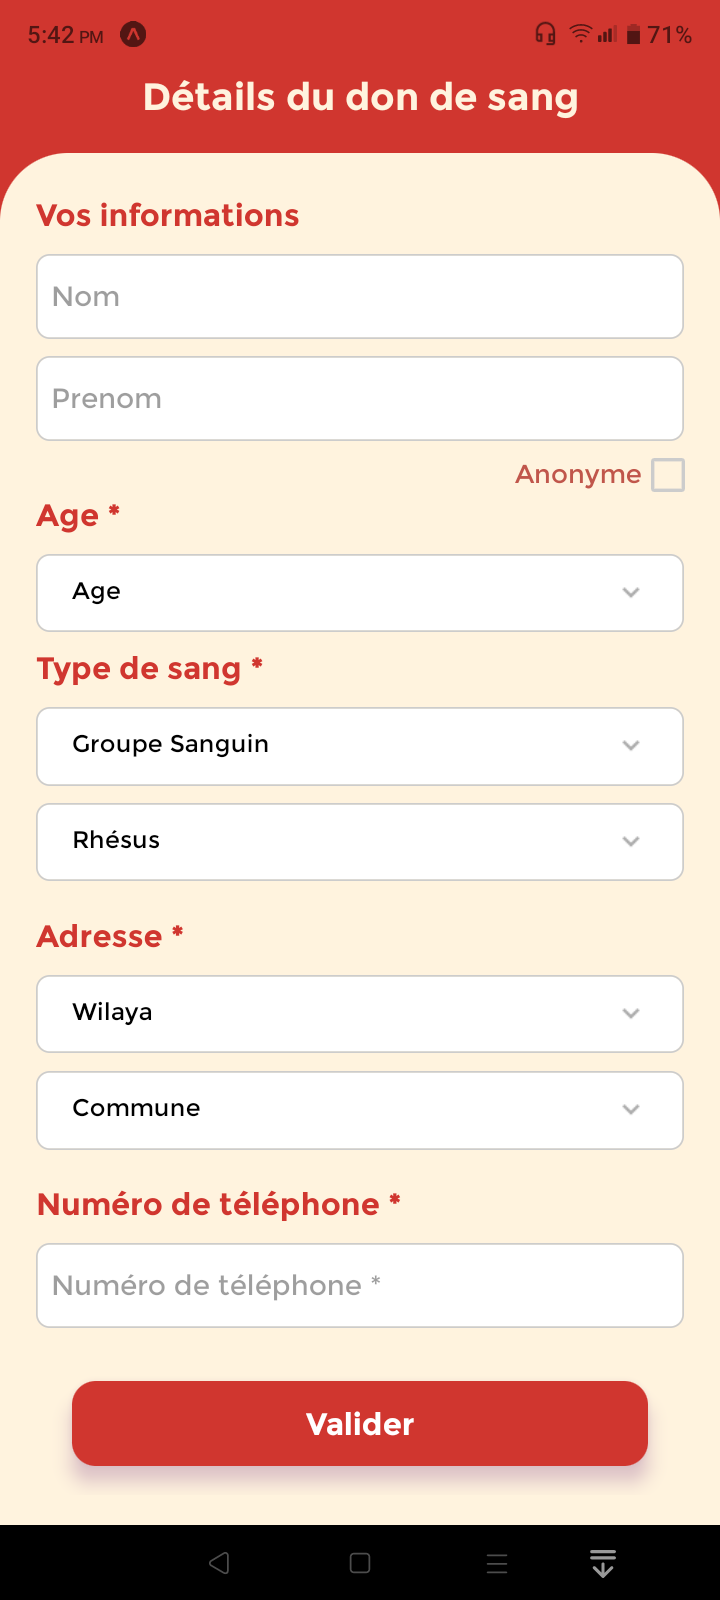 5:42 PM
71%
Détails du don de sang
Vos informations
Nom
Prenom
Anonyme
Age *
Age
Type de sang *
Groupe Sanguin
Rhésus
Adresse *
Wilaya
Commune
Numéro de téléphone *
Numéro de téléphone *
Valider